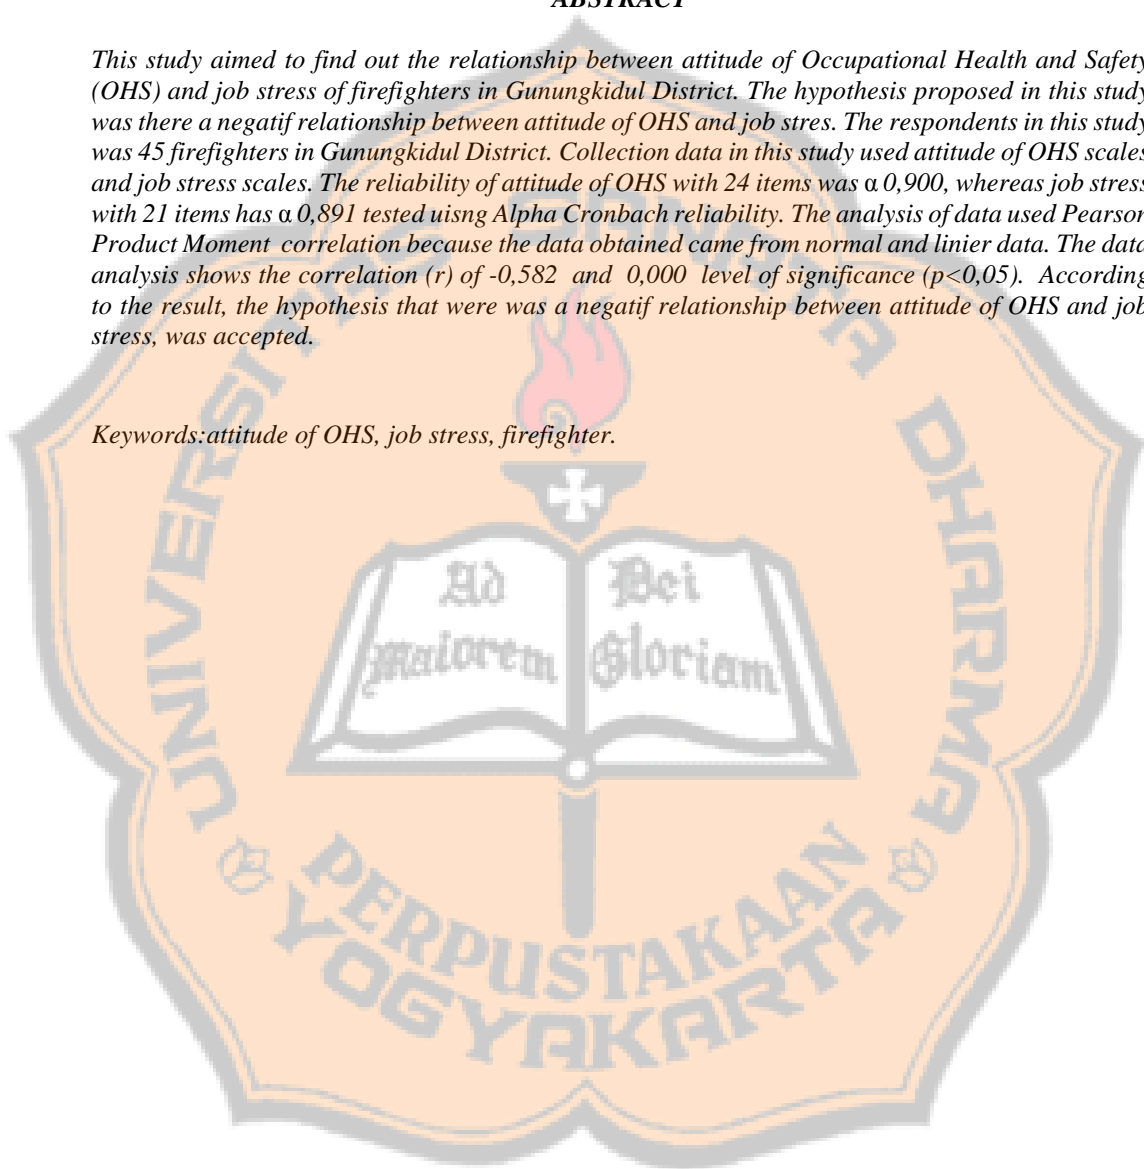 ABSTRACT
This study aimed to find out the relationship between attitude of Occupational Health and Safety
(OHS) and job stress of firefighters in Gunungkidul District. The hypothesis proposed in this study
was there a negatif relationship between attitude of OHS and job stres. The respondents in this study
was 45 firefighters in Gunungkidul District. Collection data in this study used attitude of OHS scales
and job stress scales. The reliability of attitude of OHS with 24 items was α 0,900, whereas job stress
with 21 items has α 0,891 tested uisng Alpha Cronbach reliability. The analysis of data used Pearson
Product Moment correlation because the data obtained came from normal and linier data. The data
analysis shows the correlation (r) of -0,582 and 0,000 level of significance (p<0,05). According
to the result, the hypothesis that were was a negatif relationship between attitude of OHS and job
stress, was accepted.
Keywords:attitude of OHS, job stress, firefighter.
UNIVERSITAS SANATA DHARMA
Ad Dei
Maiorem Gloriam
PERPUSTAKAAN
YOGYAKARTA